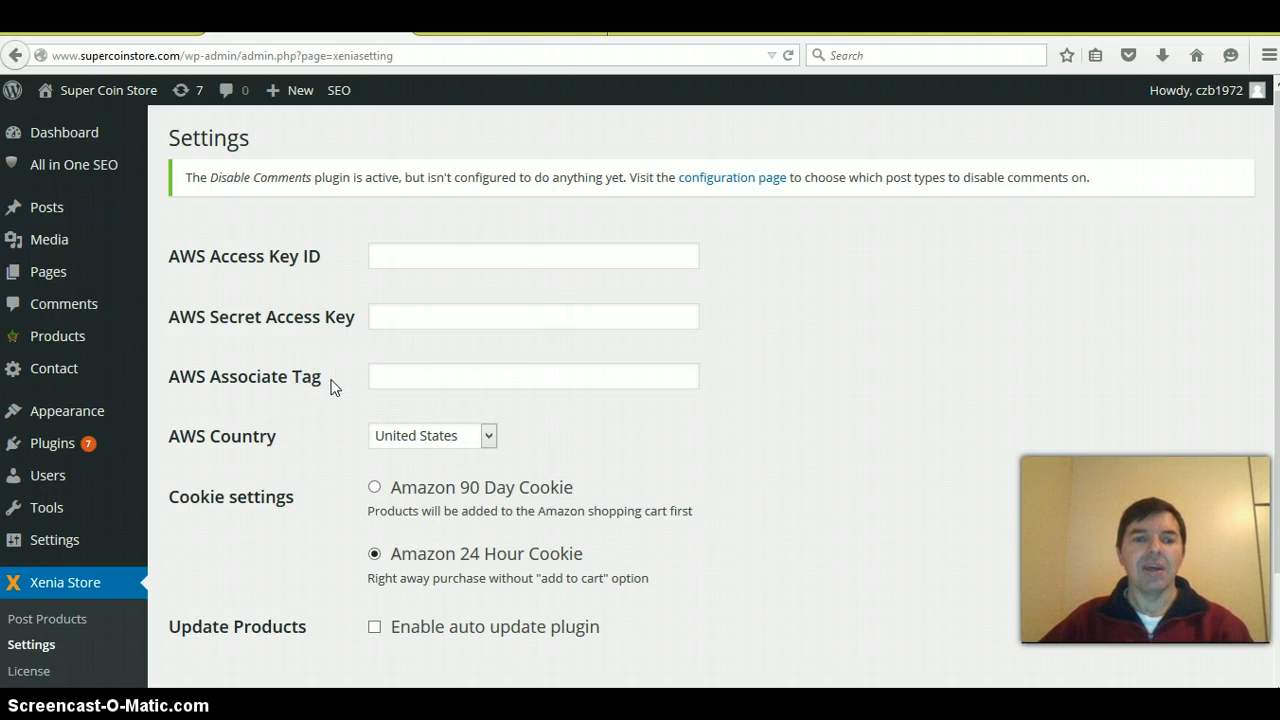 www.supercoinstore.com/wp-admin/admin.php?page=xeniasetting
Search
Super Coin Store
7
0
New
SEO
Howdy, czb1972
Dashboard
All in One SEO
Posts
Media
Pages
Comments
Products
Contact
Appearance
Plugins 7
Users
Tools
Settings
Xenia Store
Post Products
Settings
License
Settings
The Disable Comments plugin is active, but isn't configured to do anything yet. Visit the configuration page to choose which post types to disable comments on.
AWS Access Key ID
AWS Secret Access Key
AWS Associate Tag
AWS Country
United States
Cookie settings
Amazon 90 Day Cookie
Products will be added to the Amazon shopping cart first
Amazon 24 Hour Cookie
Right away purchase without "add to cart" option
Update Products
Enable auto update plugin
Screencast-O-Matic.com